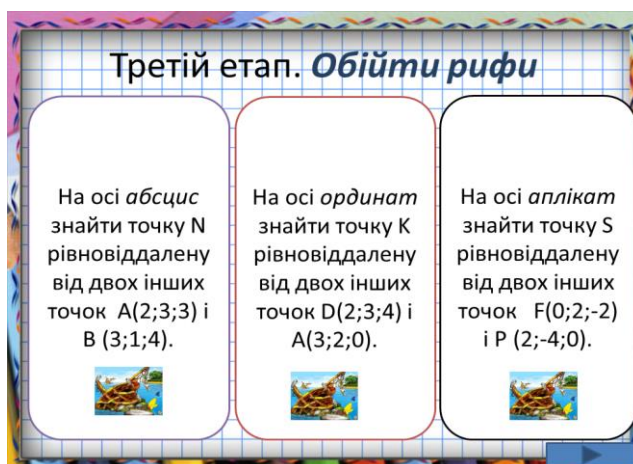 Третій етап. Обійти рифи
На осі абсцис
знайти точку N
рівновіддалену
від двох інших
точок А(2;3;3) і
В (3;1;4).
На осі ординат
знайти точку K
рівновіддалену
від двох інших
точок D(2;3;4) і
А(3;2;0).
На осі аплікат
знайти точку S
рівновіддалену
від двох інших
точок F(0;2;-2)
і P (2;-4;0).